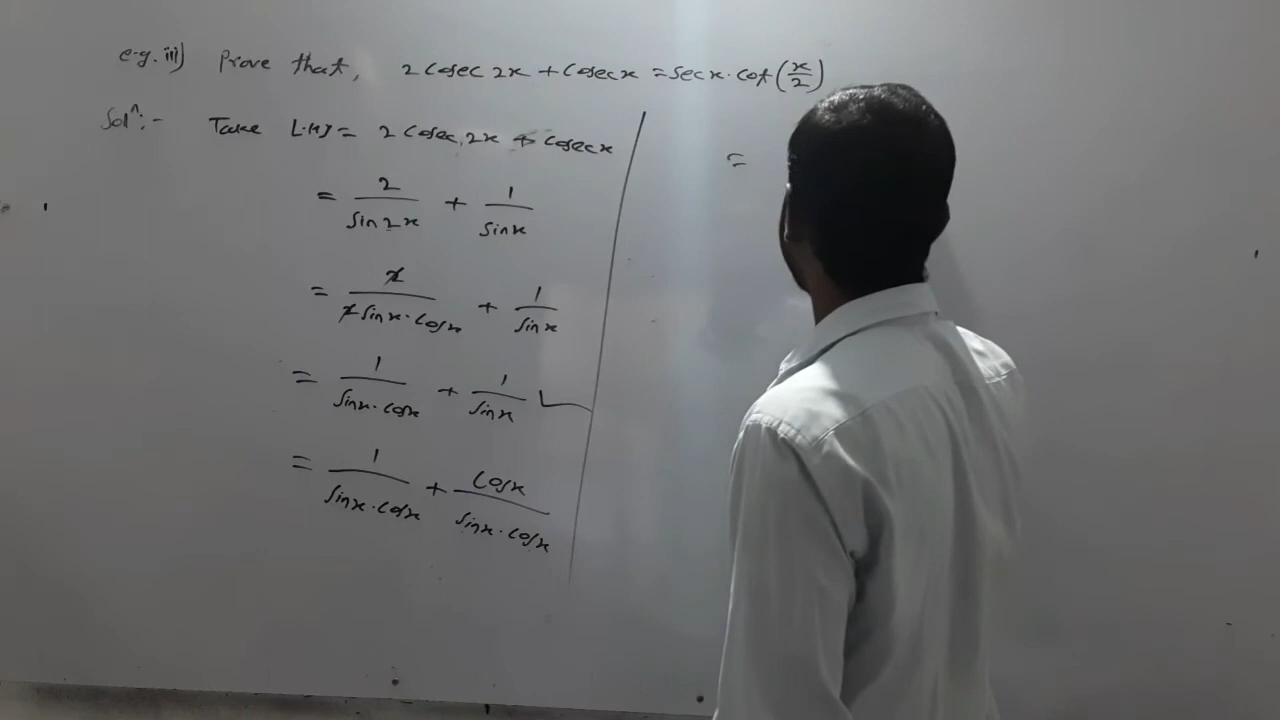 e.g. iii) Prove that, 2 cosec 2x + cosec x = sec x . cot (x/2)
Solⁿ:- Take L.H.S = 2 cosec 2x + cosec x
= 2/sin 2x + 1/sin x
= 2/2 sin x . cos x + 1/sin x
= 1/sin x . cos x + 1/sin x
= 1/sin x . cos x + cos x/sin x . cos x
=